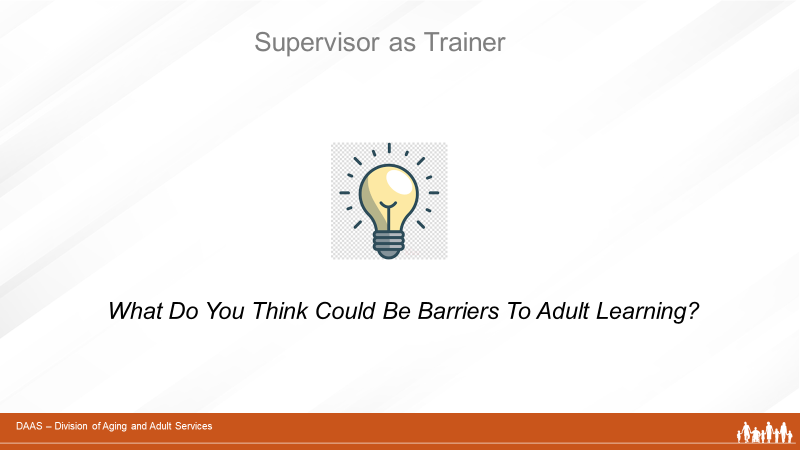 Supervisor as Trainer
What Do You Think Could Be Barriers To Adult Learning?
DAAS – Division of Aging and Adult Services